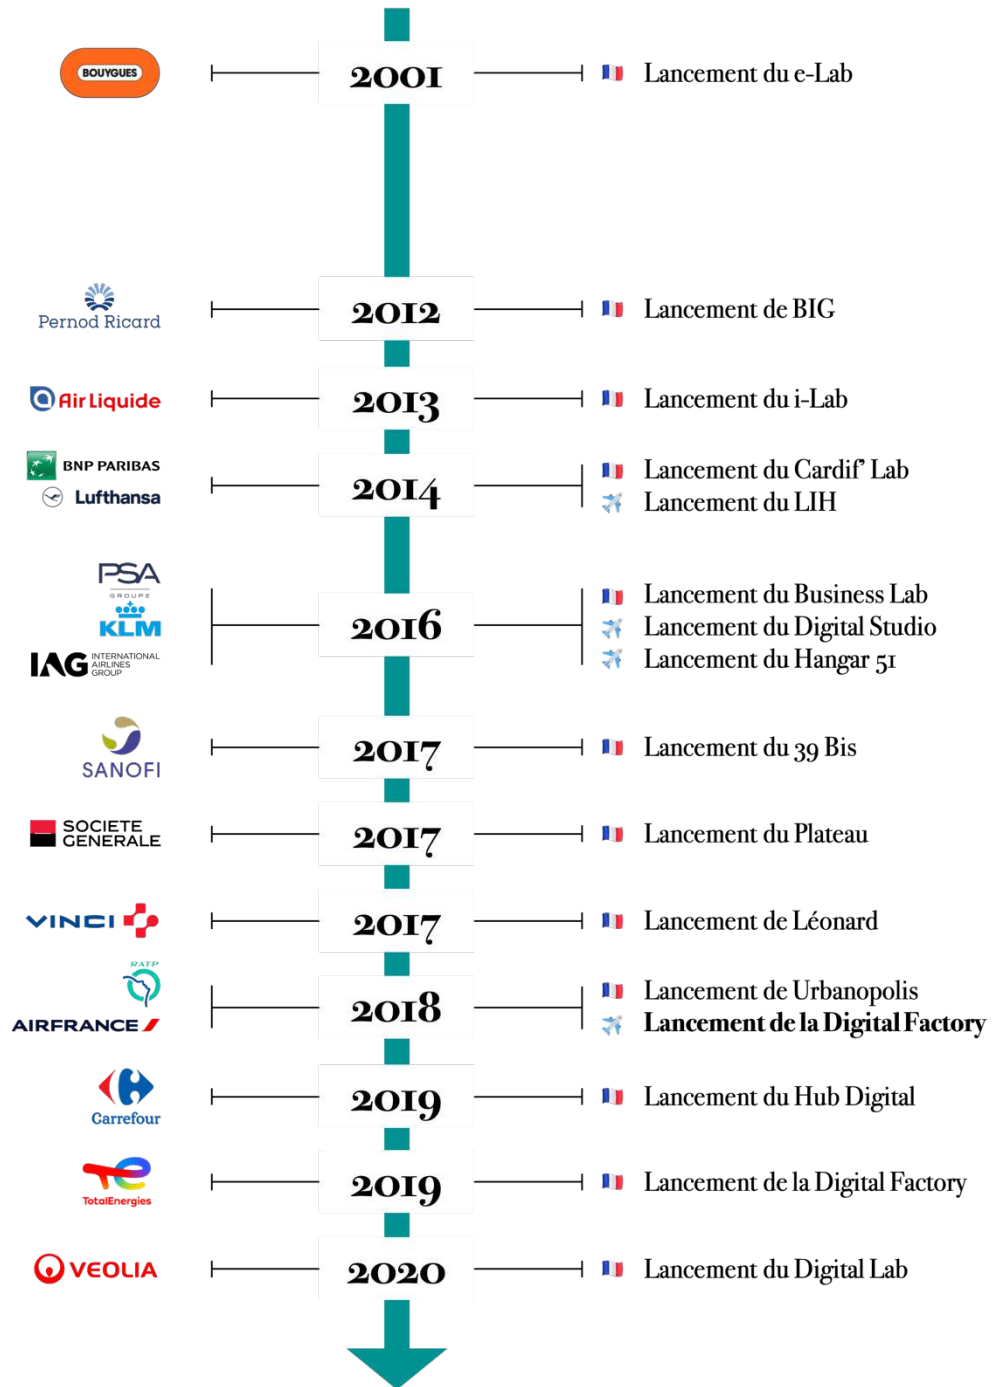 BOUYGUES
2001
Lancement du e-Lab
Pernod Ricard
2012
Lancement de BIG
Air Liquide
2013
Lancement du i-Lab
BNP PARIBAS
Lufthansa
2014
Lancement du Cardif’ Lab
Lancement du LIH
PSA
GROUPE
KLM
IAG INTERNATIONAL
AIRLINES
GROUP
2016
Lancement du Business Lab
Lancement du Digital Studio
Lancement du Hangar 51
SANOFI
2017
Lancement du 39 Bis
SOCIETE
GENERALE
2017
Lancement du Plateau
VINCI
2017
Lancement de Léonard
RATP
AIRFRANCE
2018
Lancement de Urbanopolis
Lancement de la Digital Factory
Carrefour
2019
Lancement du Hub Digital
TotalEnergies
2019
Lancement de la Digital Factory
VEOLIA
2020
Lancement du Digital Lab